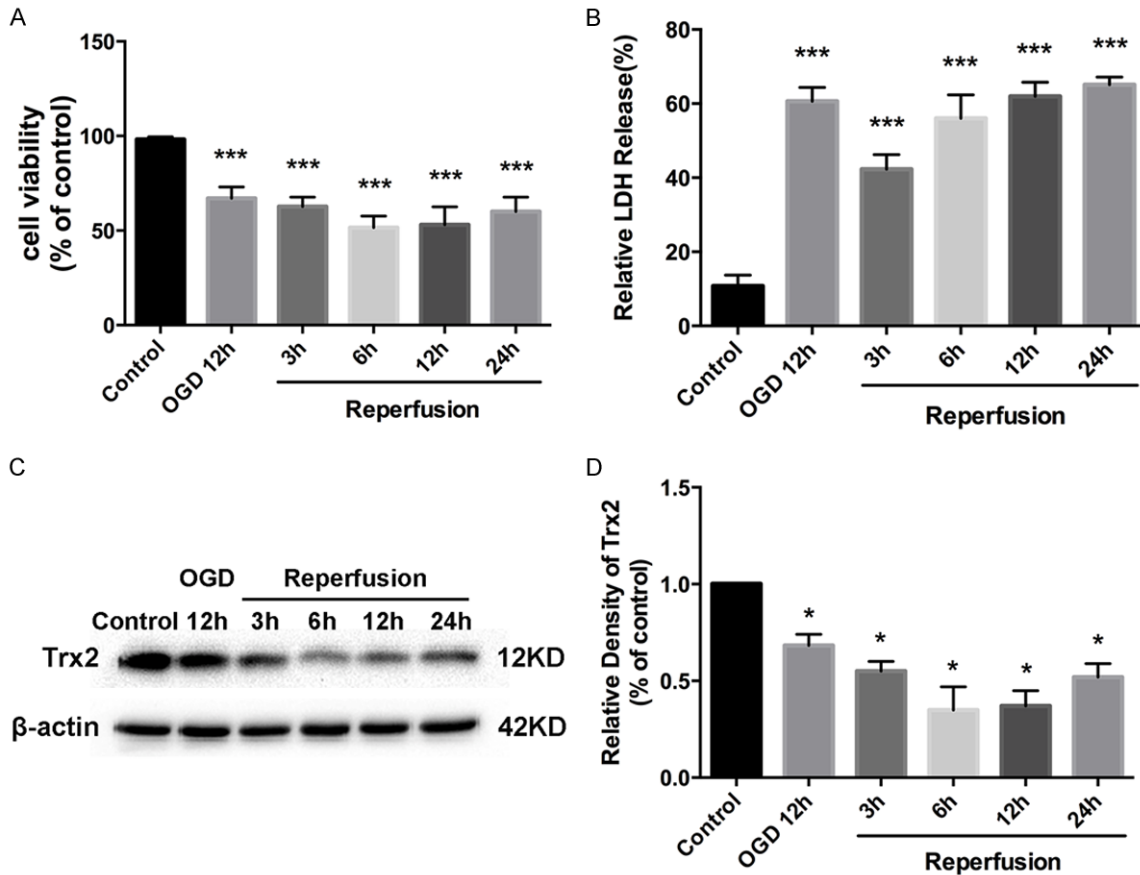 A
cell viability
(% of control)
150
100
50
0
***
***
***
***
***
Control
OGD 12h
3h
6h
12h
24h
Reperfusion
B
Relative LDH Release(%)
80
60
40
20
0
***
***
***
***
***
Control
OGD 12h
3h
6h
12h
24h
Reperfusion
C
OGD Reperfusion
Control 12h 3h 6h 12h 24h
Trx2 12KD
β-actin 42KD
D
Relative Density of Trx2
(% of control)
1.5
1.0
0.5
0.0
*
*
*
*
*
Control
OGD 12h
3h
6h
12h
24h
Reperfusion